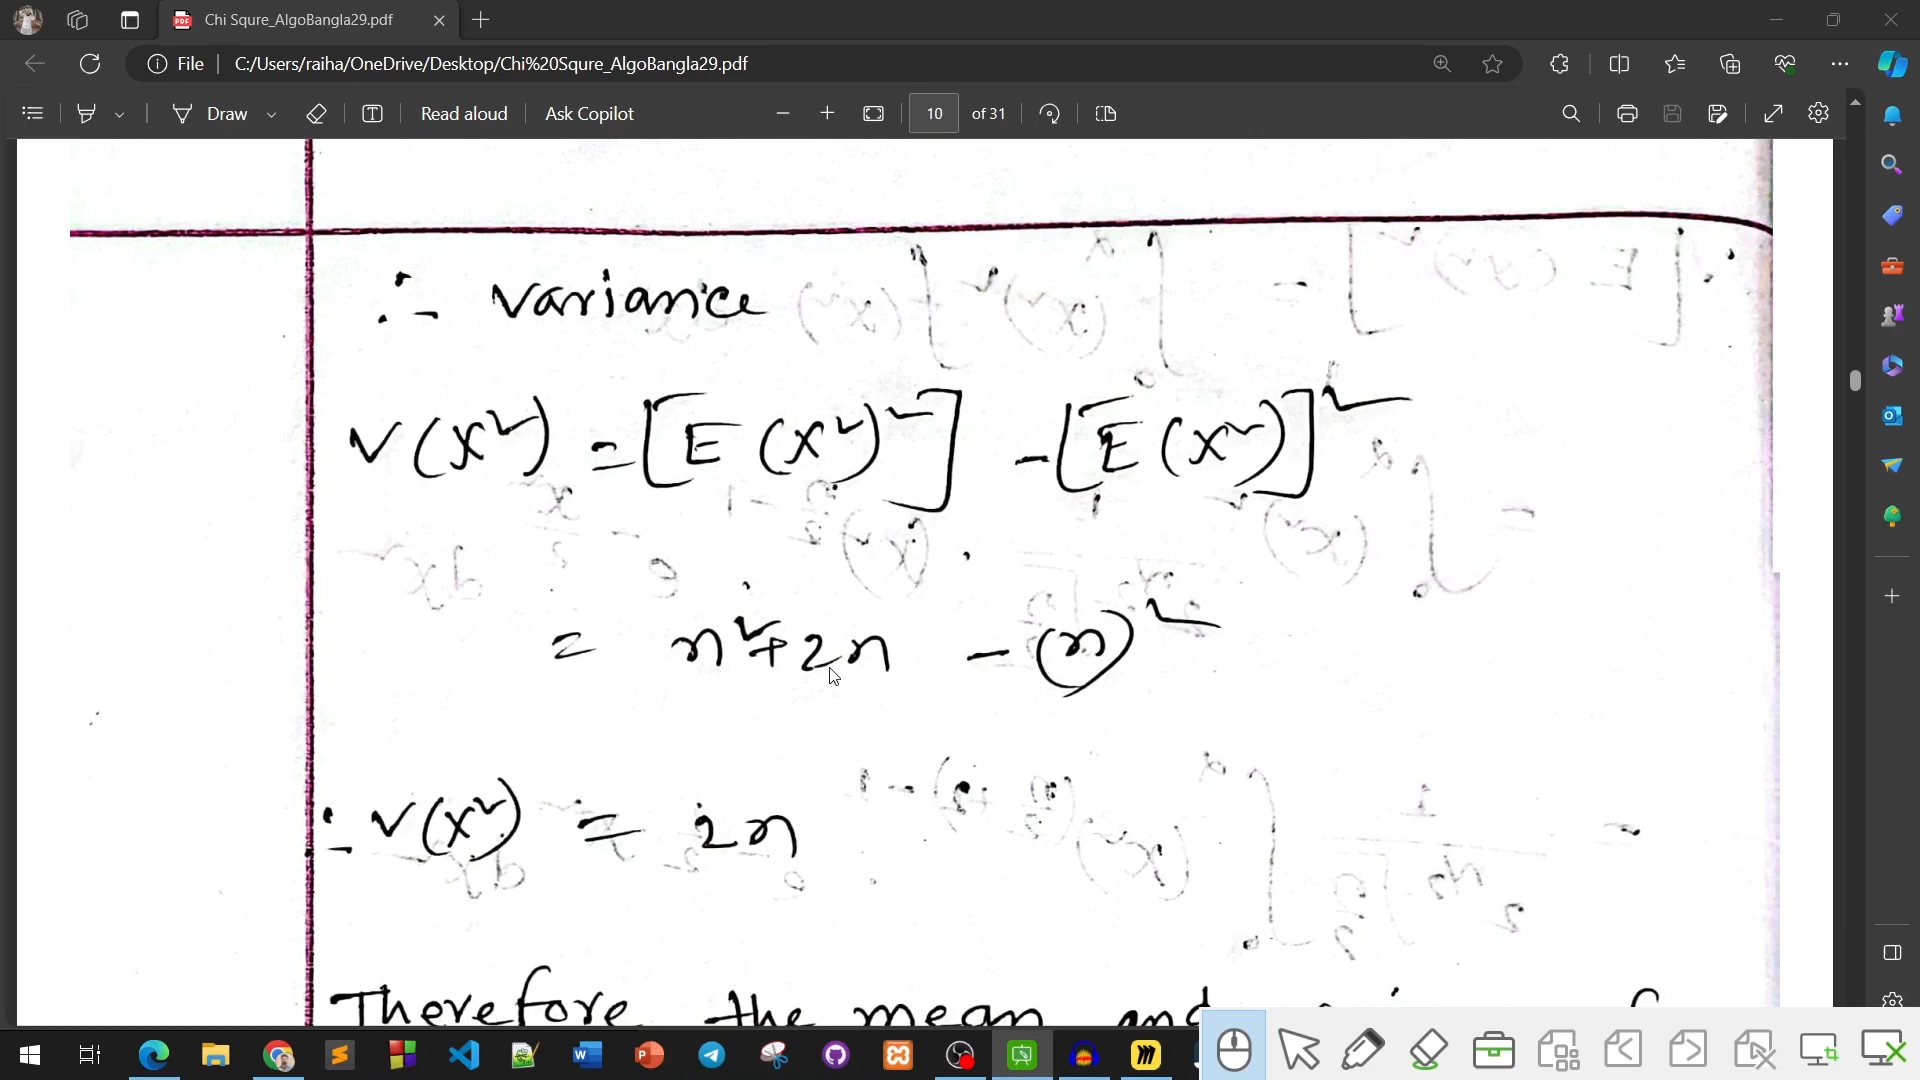 Chi Squre_AlgoBangla29.pdf
File C:/Users/raiha/OneDrive/Desktop/Chi%20Squre_AlgoBangla29.pdf
Draw Read aloud Ask Copilot 10 of 31
∴ variance
V(X²) = [E(X²)²] - [E(X²)]²
= n²+2n - (n)²
∴ V(X²) = 2n
Therefore the mean and